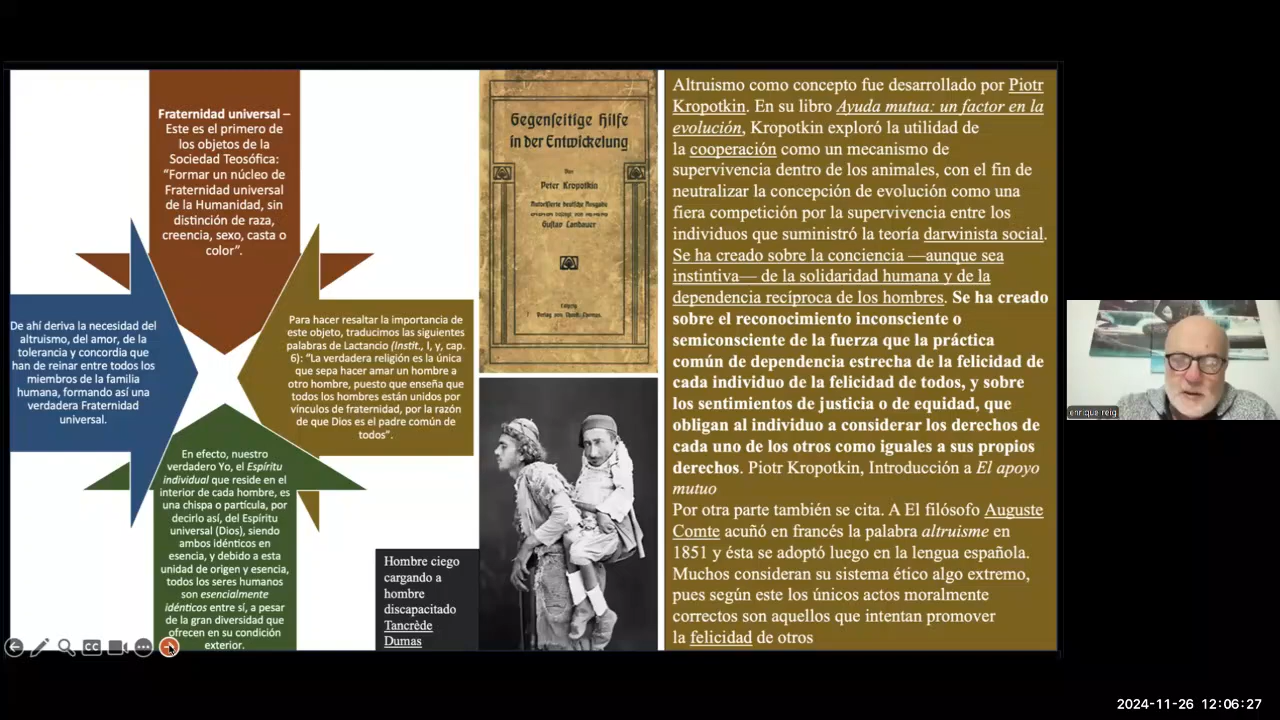 Fraternidad universal –
Este es el primero de
los objetos de la
Sociedad Teosófica:
“Formar un núcleo de
Fraternidad universal
de la Humanidad, sin
distinción de raza,
creencia, sexo, casta o
color”.
De ahí deriva la necesidad del
altruismo, del amor, de la
tolerancia y concordia que
han de reinar entre todos los
miembros de la familia
humana, formando así una
verdadera Fraternidad
universal.
Para hacer resaltar la importancia de
este objeto, traducimos las siguientes
palabras de Lactancio (Instit., I, y, cap.
6): “La verdadera religión es la única
que sepa hacer amar un hombre a
otro hombre, puesto que enseña que
todos los hombres están unidos por
vínculos de fraternidad, por la razón
de que Dios es el padre común de
todos”.
En efecto, nuestro
verdadero Yo, el Espíritu
individual que reside en el
interior de cada hombre, es
una chispa o partícula, por
decirlo así, del Espíritu
universal (Dios), siendo
ambos idénticos en
esencia, y debido a esta
unidad de origen y esencia,
todos los seres humanos
son esencialmente
idénticos entre sí, a pesar
de la gran diversidad que
ofrecen en su condición
exterior.
Gegenseitige Hilfe
in der Entwickelung
Von
Peter Kropotkin
Autorisierte deutsche Ausgabe
Gustav Landauer
Leipzig
Hombre ciego
cargando a
hombre
discapacitado
Tancrède
Dumas
Altruismo como concepto fue desarrollado por Piotr
Kropotkin. En su libro Ayuda mutua: un factor en la
evolución, Kropotkin exploró la utilidad de
la cooperación como un mecanismo de
supervivencia dentro de los animales, con el fin de
neutralizar la concepción de evolución como una
fiera competición por la supervivencia entre los
individuos que suministró la teoría darwinista social.
Se ha creado sobre la conciencia —aunque sea
instintiva— de la solidaridad humana y de la
dependencia recíproca de los hombres. Se ha creado
sobre el reconocimiento inconsciente o
semiconsciente de la fuerza que la práctica
común de dependencia estrecha de la felicidad de
cada individuo de la felicidad de todos, y sobre
los sentimientos de justicia o de equidad, que
obligan al individuo a considerar los derechos de
cada uno de los otros como iguales a sus propios
derechos. Piotr Kropotkin, Introducción a El apoyo
mutuo
Por otra parte también se cita. A El filósofo Auguste
Comte acuñó en francés la palabra altruisme en
1851 y ésta se adoptó luego en la lengua española.
Muchos consideran su sistema ético algo extremo,
pues según este los únicos actos moralmente
correctos son aquellos que intentan promover
la felicidad de otros
CC
enrique reig
2024-11-26 12:06:27